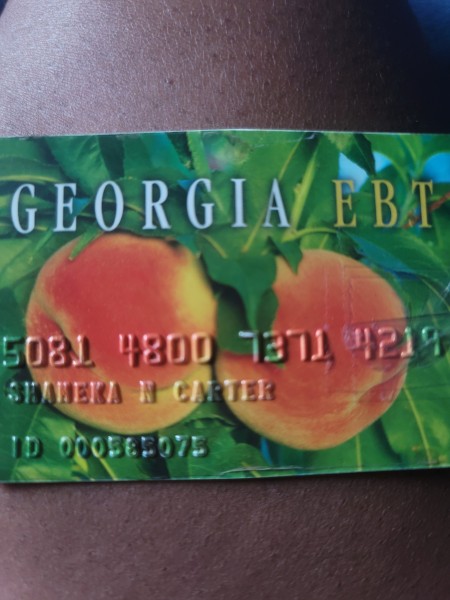 GEORGIA EBT
5081 4800 7371 4219
SHANEKA N CARTER
ID 000585075